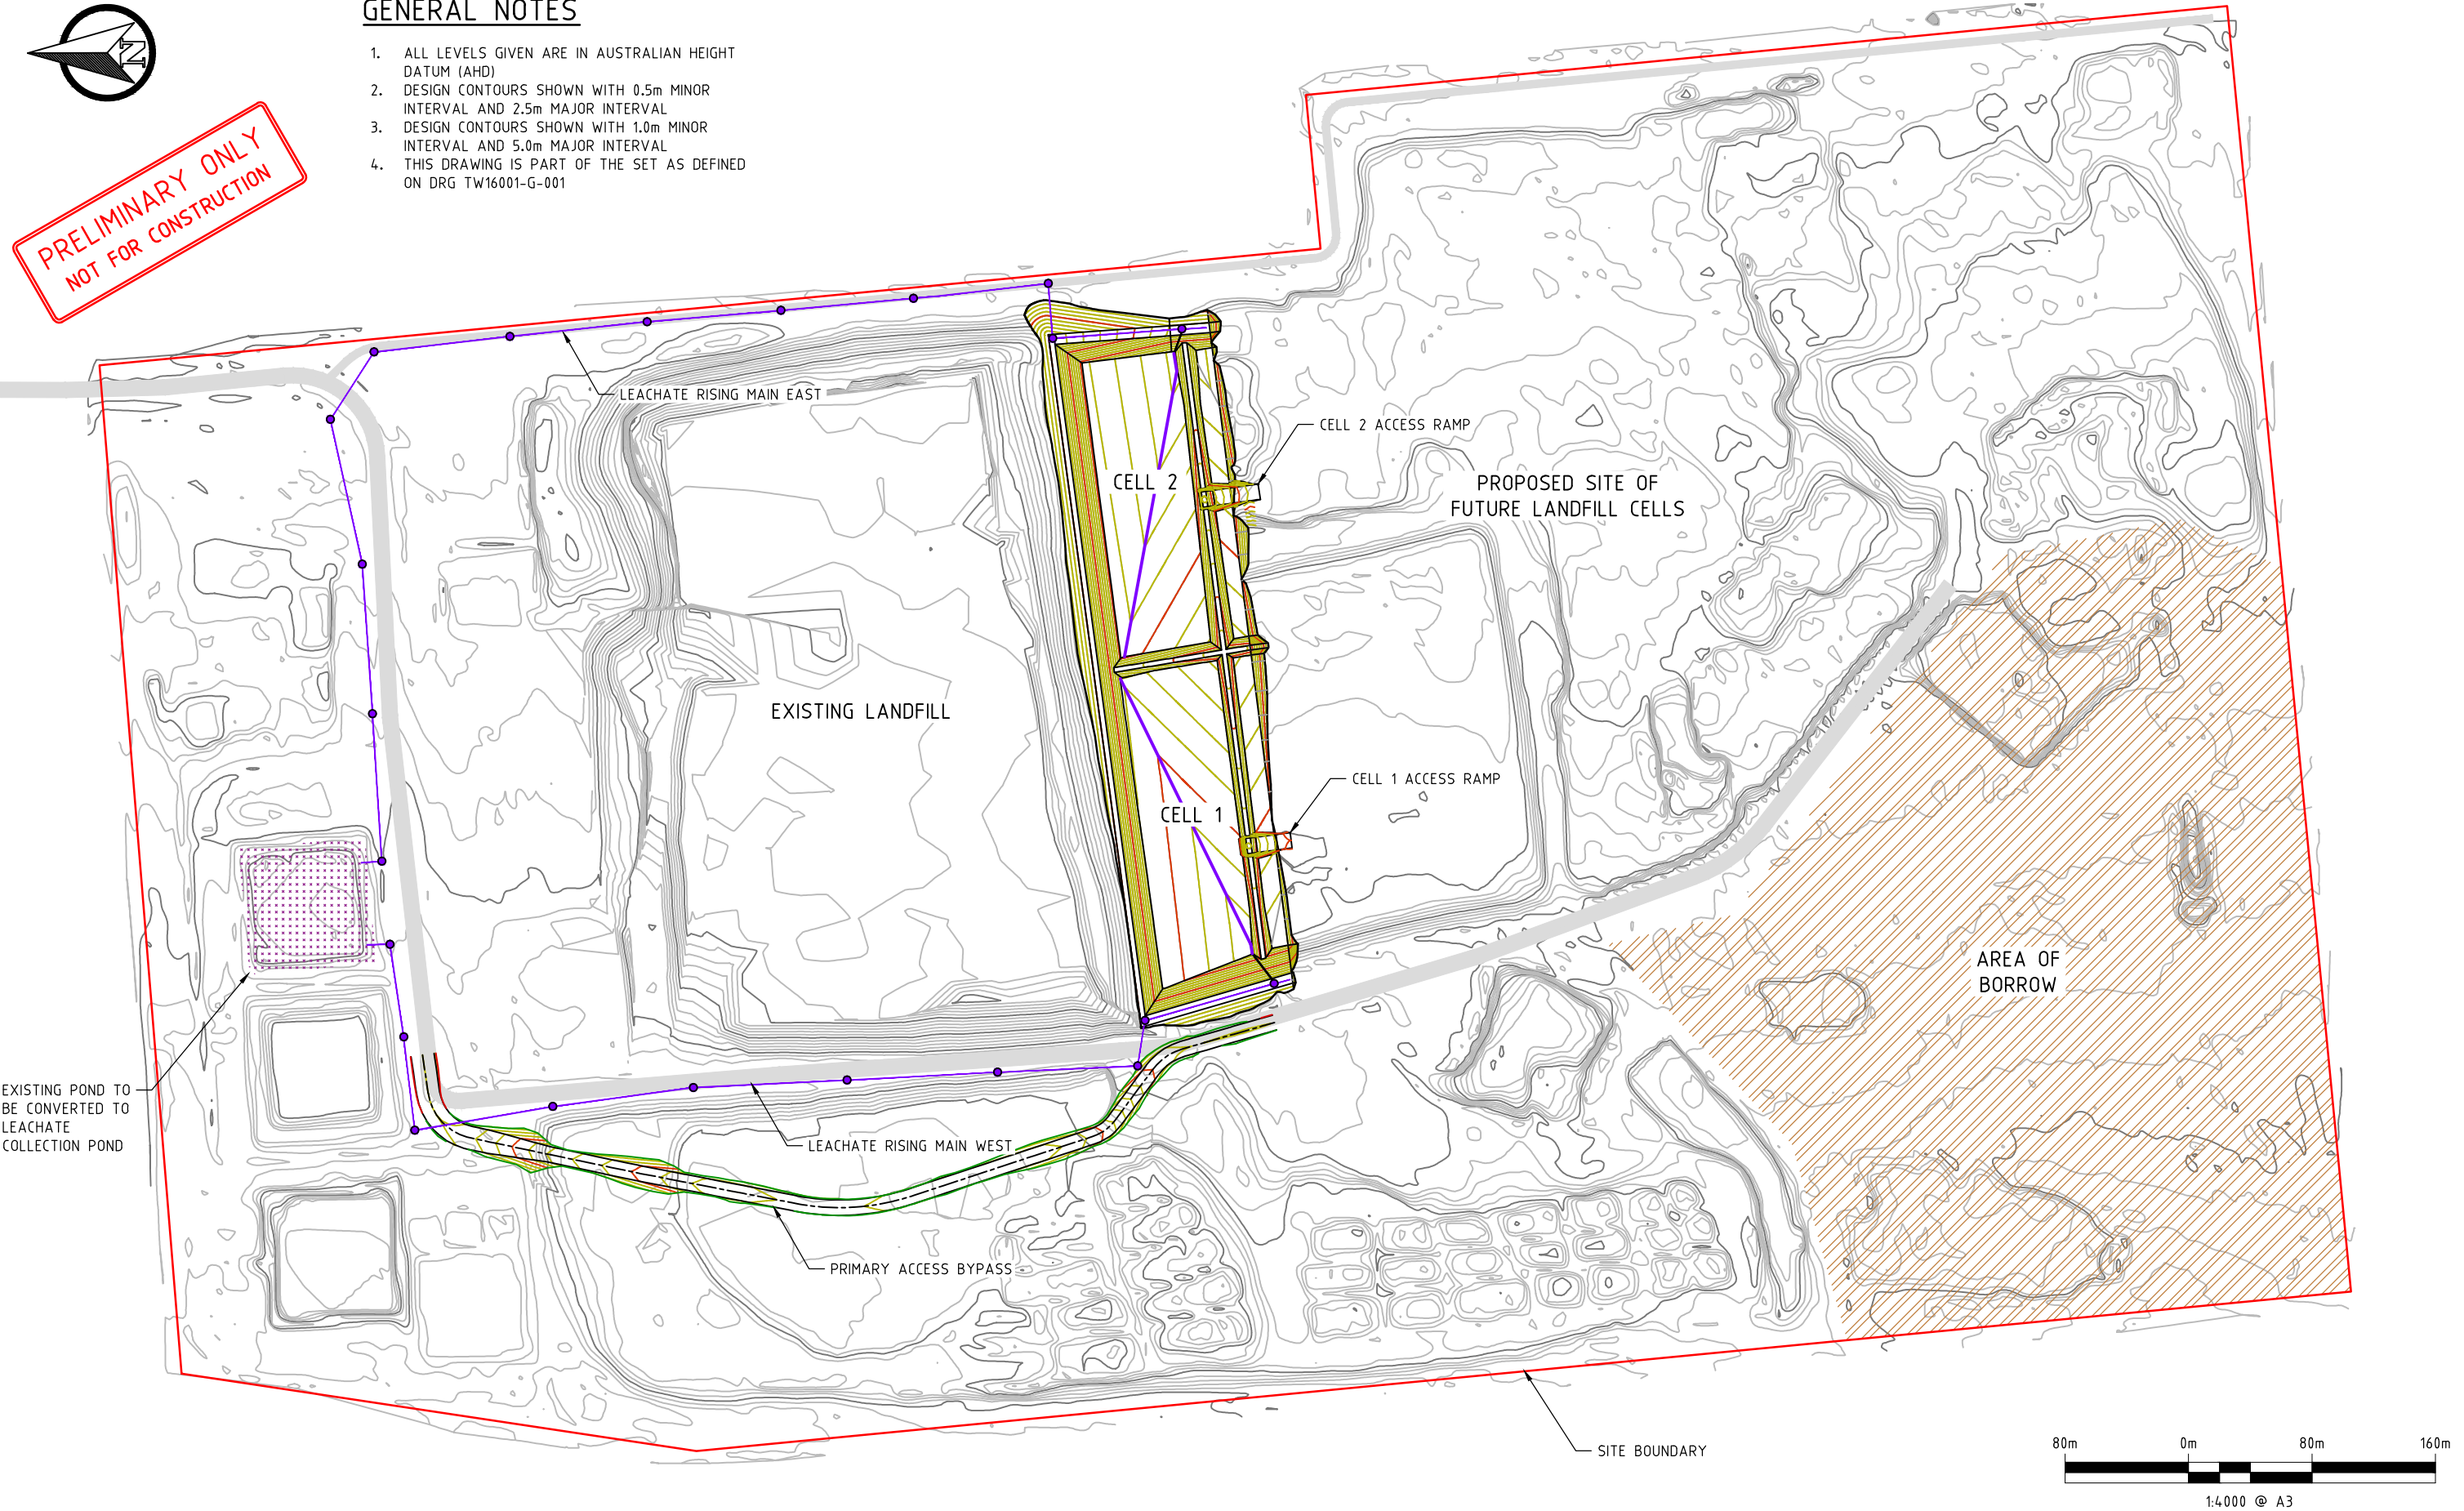 GENERAL NOTES
1. ALL LEVELS GIVEN ARE IN AUSTRALIAN HEIGHT
DATUM (AHD)
2. DESIGN CONTOURS SHOWN WITH 0.5m MINOR
INTERVAL AND 2.5m MAJOR INTERVAL
3. DESIGN CONTOURS SHOWN WITH 1.0m MINOR
INTERVAL AND 5.0m MAJOR INTERVAL
4. THIS DRAWING IS PART OF THE SET AS DEFINED
ON DRG TW16001-G-001
N
PRELIMINARY ONLY
NOT FOR CONSTRUCTION
LEACHATE RISING MAIN EAST
CELL 2 ACCESS RAMP
CELL 2
PROPOSED SITE OF
FUTURE LANDFILL CELLS
EXISTING LANDFILL
CELL 1 ACCESS RAMP
CELL 1
AREA OF
BORROW
EXISTING POND TO
BE CONVERTED TO
LEACHATE
COLLECTION POND
LEACHATE RISING MAIN WEST
PRIMARY ACCESS BYPASS
SITE BOUNDARY
80m 0m 80m 160m
1:4000 @ A3